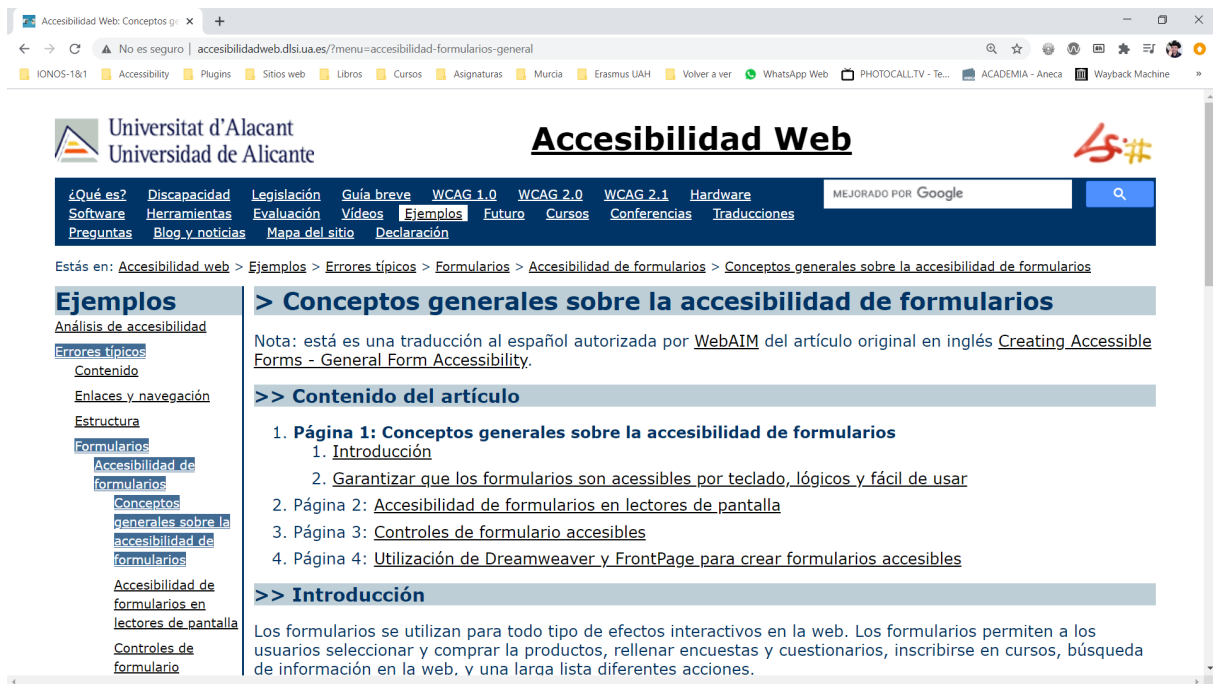 Accesibilidad Web: Conceptos ge
No es seguro | accesibilidadweb.dlsi.ua.es/?menu=accesibilidad-formularios-general
IONOS-1&1 Accessibility Plugins Sitios web Libros Cursos Asignaturas Murcia Erasmus UAH Volver a ver WhatsApp Web PHOTOCALL.TV - Te... ACADEMIA - Aneca Wayback Machine »
Universitat d'Alacant
Universidad de Alicante
Accesibilidad Web
¿Qué es? Discapacidad Legislación Guía breve WCAG 1.0 WCAG 2.0 WCAG 2.1 Hardware
Software Herramientas Evaluación Vídeos Ejemplos Futuro Cursos Conferencias Traducciones
Preguntas Blog y noticias Mapa del sitio Declaración
MEJORADO POR Google
Estás en: Accesibilidad web > Ejemplos > Errores típicos > Formularios > Accesibilidad de formularios > Conceptos generales sobre la accesibilidad de formularios
Ejemplos
Análisis de accesibilidad
Errores típicos
Contenido
Enlaces y navegación
Estructura
Formularios
Accesibilidad de
formularios
Conceptos
generales sobre la
accesibilidad de
formularios
Accesibilidad de
formularios en
lectores de pantalla
Controles de
formulario
> Conceptos generales sobre la accesibilidad de formularios
Nota: está es una traducción al español autorizada por WebAIM del artículo original en inglés Creating Accessible
Forms - General Form Accessibility.
>> Contenido del artículo
1. Página 1: Conceptos generales sobre la accesibilidad de formularios
1. Introducción
2. Garantizar que los formularios son acessibles por teclado, lógicos y fácil de usar
2. Página 2: Accesibilidad de formularios en lectores de pantalla
3. Página 3: Controles de formulario accesibles
4. Página 4: Utilización de Dreamweaver y FrontPage para crear formularios accesibles
>> Introducción
Los formularios se utilizan para todo tipo de efectos interactivos en la web. Los formularios permiten a los
usuarios seleccionar y comprar la productos, rellenar encuestas y cuestionarios, inscribirse en cursos, búsqueda
de información en la web, y una larga lista diferentes acciones.